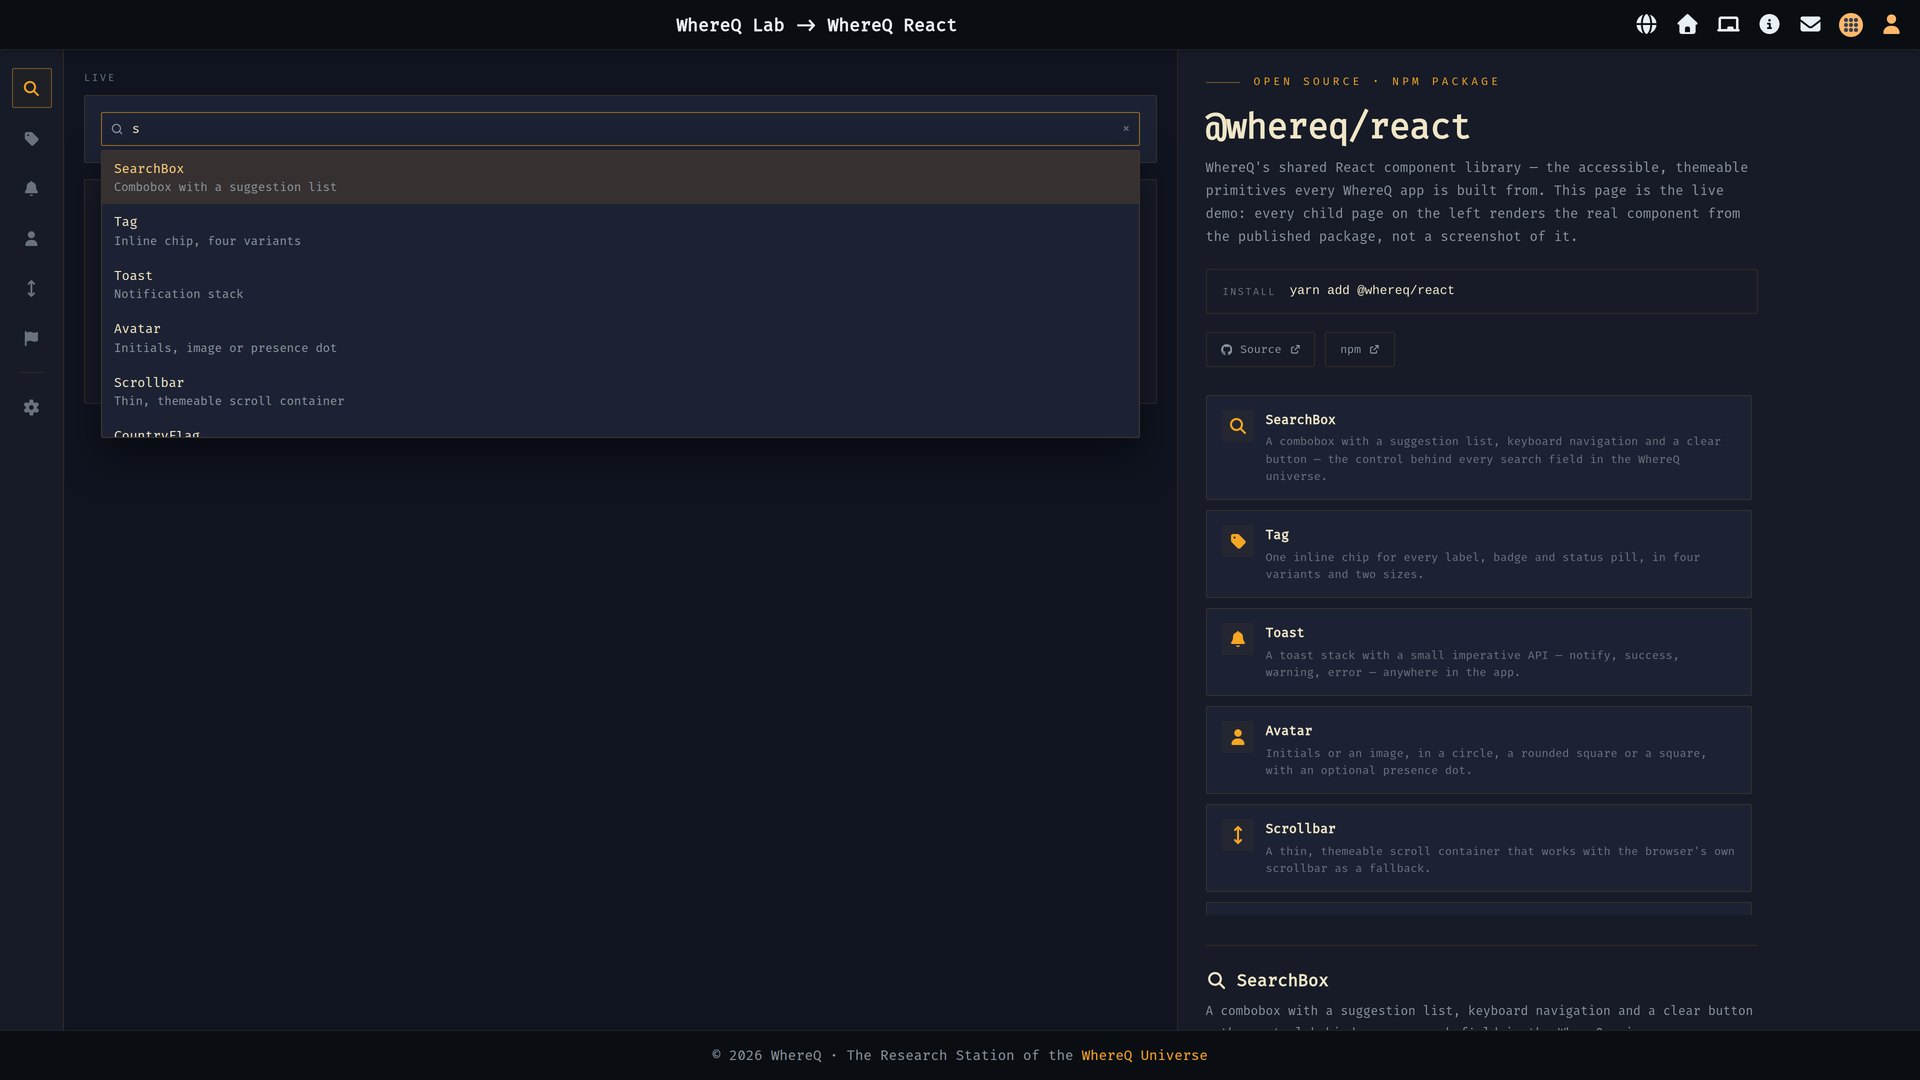 WhereQ Lab → WhereQ React
LIVE
s
×
SearchBox
Combobox with a suggestion list
Tag
Inline chip, four variants
Toast
Notification stack
Avatar
Initials, image or presence dot
Scrollbar
Thin, themeable scroll container
CountryFlag
OPEN SOURCE · NPM PACKAGE
@whereq/react
WhereQ's shared React component library — the accessible, themeable
primitives every WhereQ app is built from. This page is the live
demo: every child page on the left renders the real component from
the published package, not a screenshot of it.
INSTALL yarn add @whereq/react
Source
npm
SearchBox
A combobox with a suggestion list, keyboard navigation and a clear
button — the control behind every search field in the WhereQ
universe.
Tag
One inline chip for every label, badge and status pill, in four
variants and two sizes.
Toast
A toast stack with a small imperative API — notify, success,
warning, error — anywhere in the app.
Avatar
Initials or an image, in a circle, a rounded square or a square,
with an optional presence dot.
Scrollbar
A thin, themeable scroll container that works with the browser's own
scrollbar as a fallback.
SearchBox
A combobox with a suggestion list, keyboard navigation and a clear button
© 2026 WhereQ · The Research Station of the WhereQ Universe